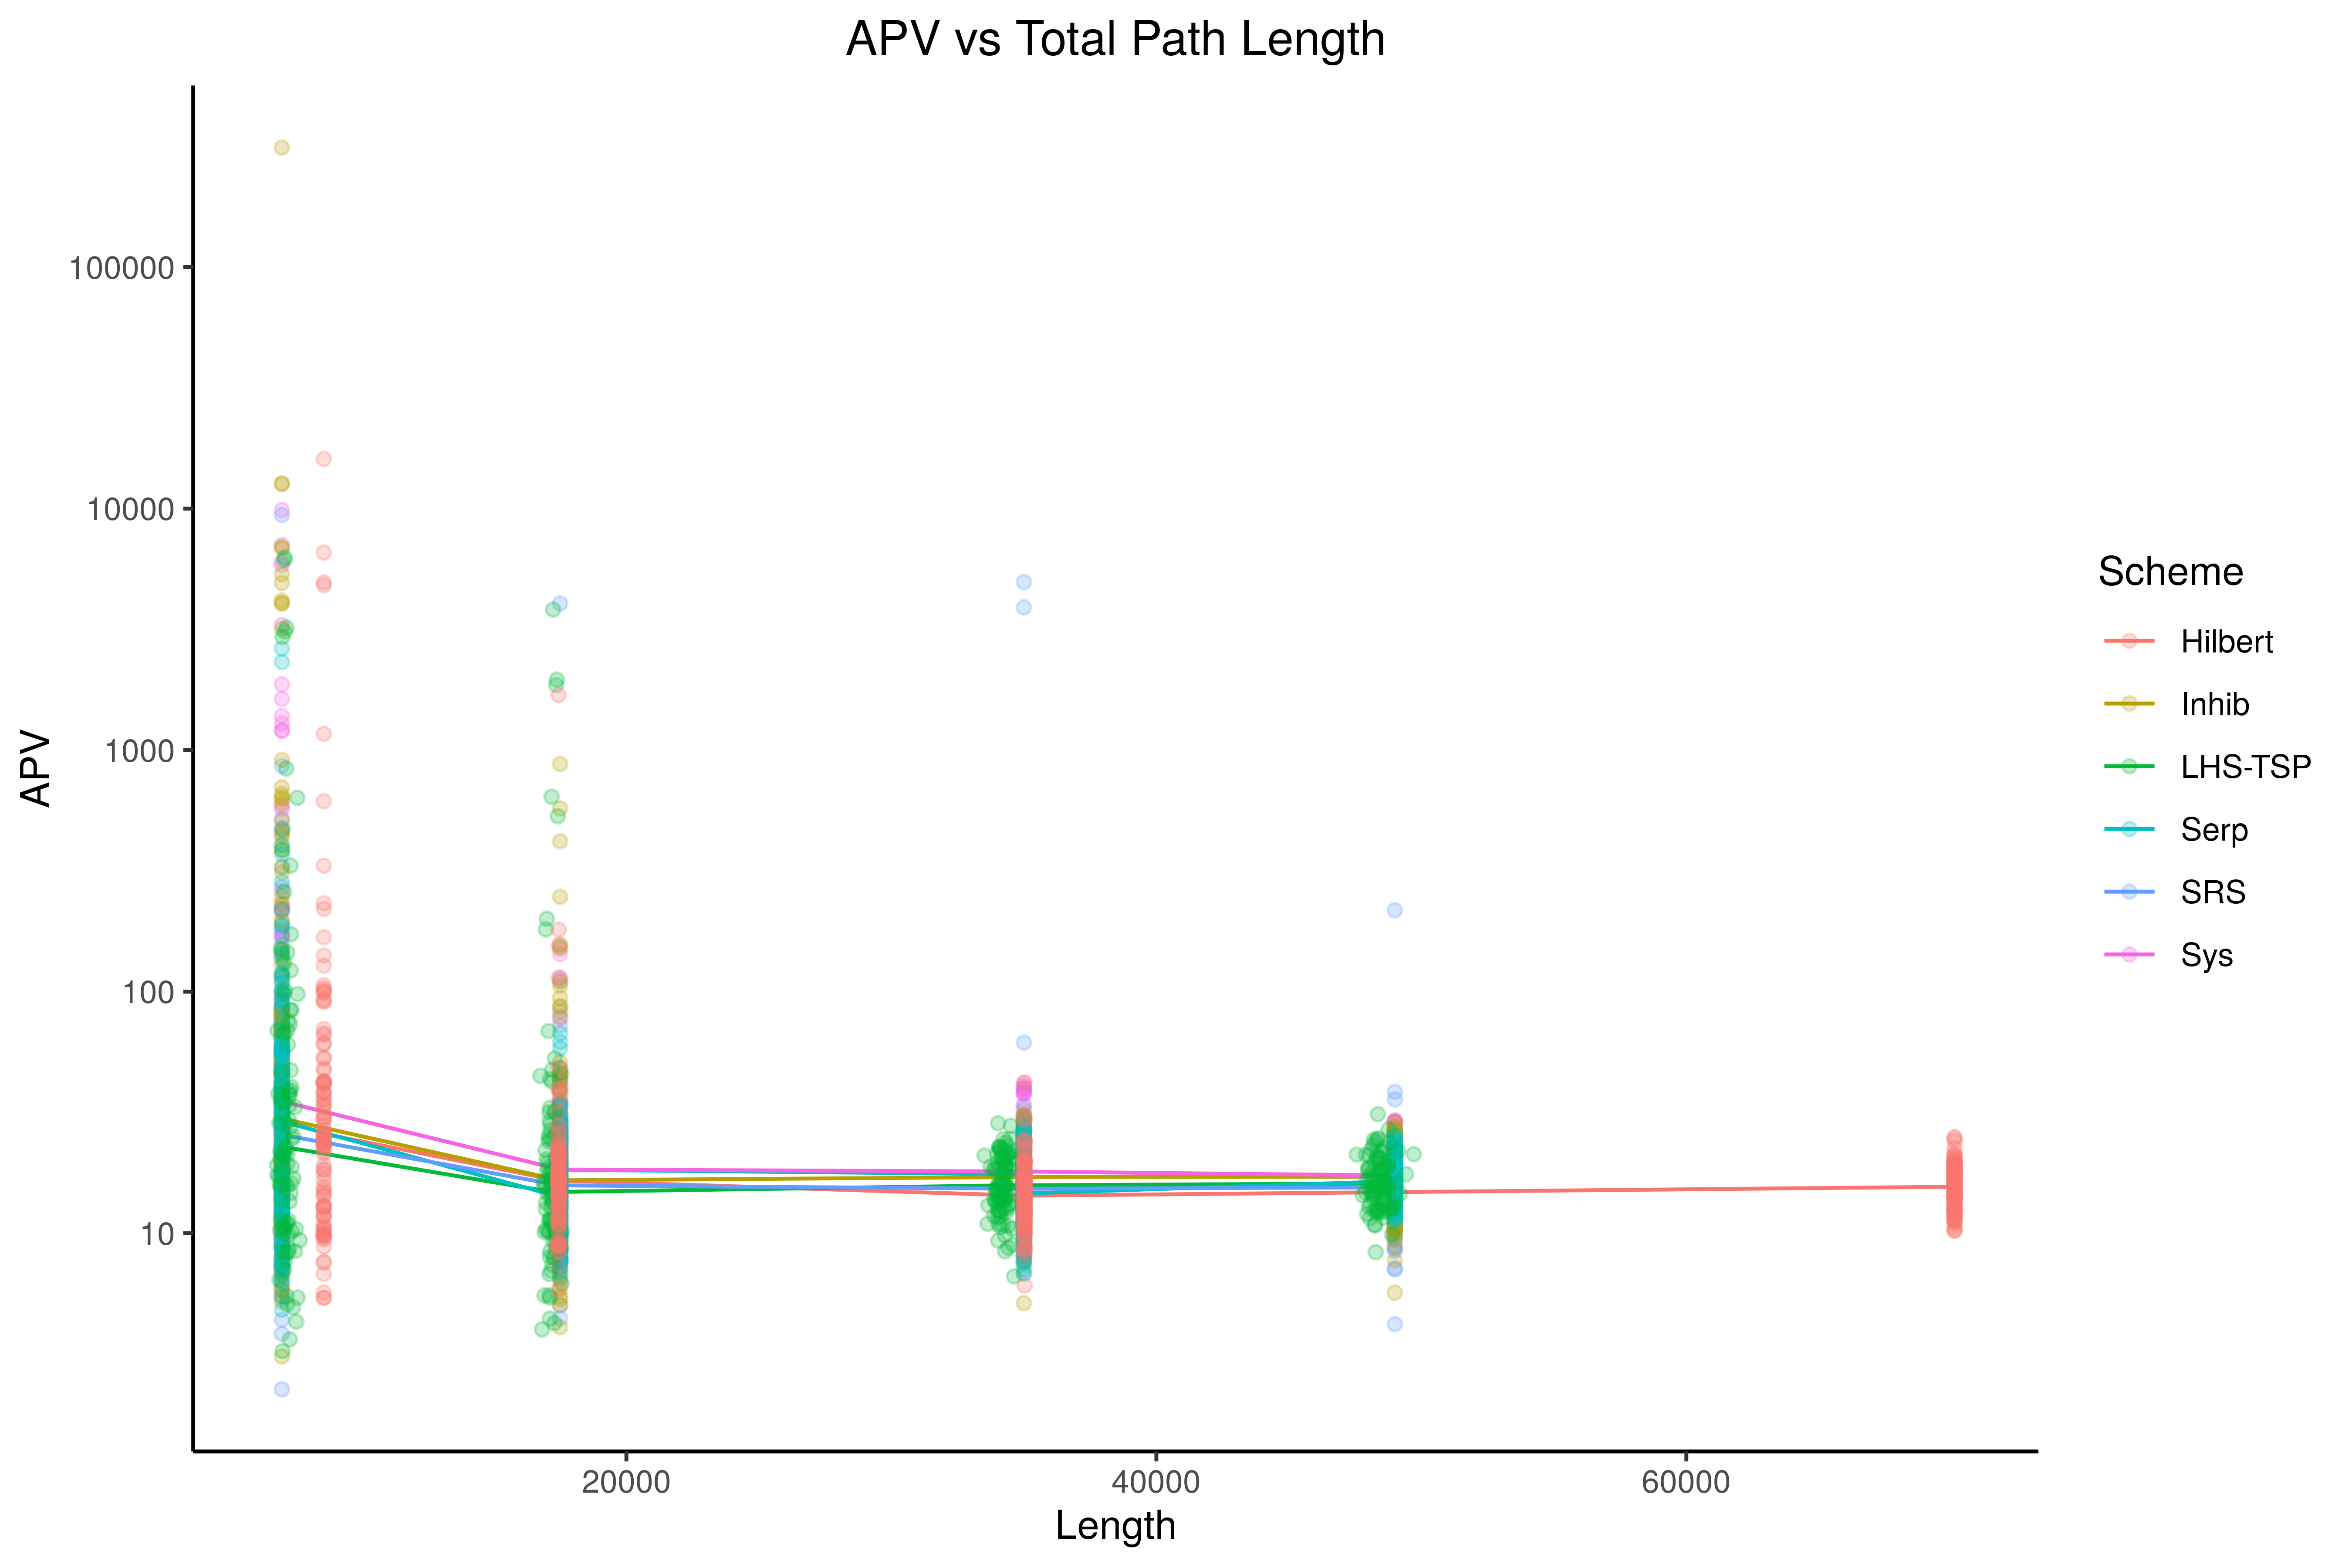 APV vs Total Path Length
APV
100000
10000
1000
100
10
20000
40000
60000
Length
Scheme
Hilbert
Inhib
LHS-TSP
Serp
SRS
Sys